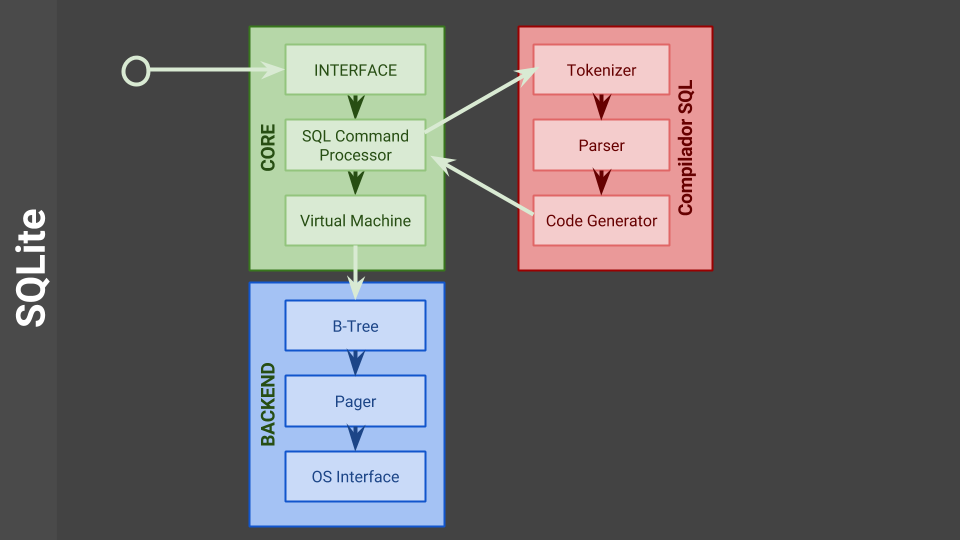 SQLite
CORE
INTERFACE
SQL Command
Processor
Virtual Machine
Compilador SQL
Tokenizer
Parser
Code Generator
BACKEND
B-Tree
Pager
OS Interface